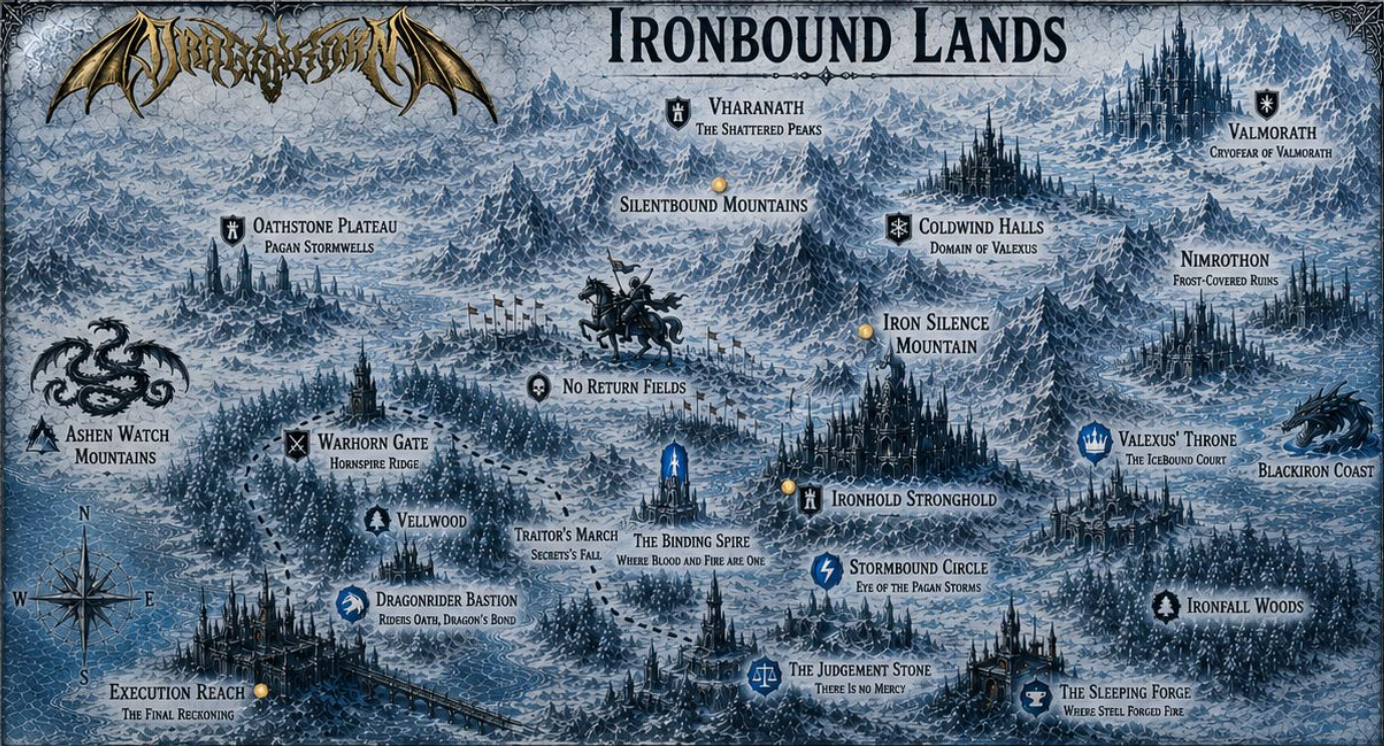 DRAGONSTORM
IRONBOUND LANDS
VHARANATH
THE SHATTERED PEAKS
VALMORATH
CRYOFEAR OF VALMORATH
SILENTBOUND MOUNTAINS
OATHSTONE PLATEAU
PAGAN STORMWELLS
COLDWIND HALLS
DOMAIN OF VALEXUS
NIMROTHON
FROST-COVERED RUINS
IRON SILENCE
MOUNTAIN
NO RETURN FIELDS
ASHEN WATCH
MOUNTAINS
WARHORN GATE
HORNSPIRE RIDGE
VALEXUS' THRONE
THE ICEBOUND COURT
BLACKIRON COAST
IRONHOLD STRONGHOLD
VELLWOOD
TRAITOR'S MARCH
SECRETS'S FALL
THE BINDING SPIRE
WHERE BLOOD AND FIRE ARE ONE
STORMBOUND CIRCLE
EYE OF THE PAGAN STORMS
N
W
E
S
DRAGONRIDER BASTION
RIDERS OATH, DRAGON'S BOND
IRONFALL WOODS
EXECUTION REACH
THE FINAL RECKONING
THE JUDGEMENT STONE
THERE IS NO MERCY
THE SLEEPING FORGE
WHERE STEEL FORGED FIRE